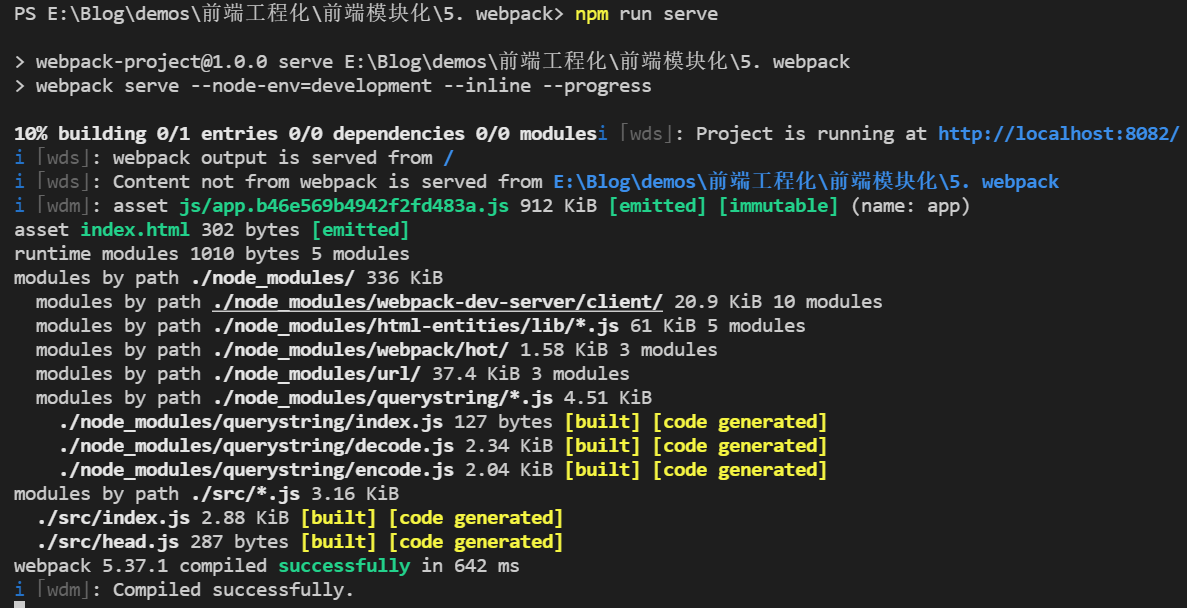 PS E:\Blog\demos\前端工程化\前端模块化\5. webpack> npm run serve
> webpack-project@1.0.0 serve E:\Blog\demos\前端工程化\前端模块化\5. webpack
> webpack serve --node-env=development --inline --progress
10% building 0/1 entries 0/0 dependencies 0/0 modulesi ｢wds｣: Project is running at http://localhost:8082/
i ｢wds｣: webpack output is served from /
i ｢wds｣: Content not from webpack is served from E:\Blog\demos\前端工程化\前端模块化\5. webpack
i ｢wdm｣: asset js/app.b46e569b4942f2fd483a.js 912 KiB [emitted] [immutable] (name: app)
asset index.html 302 bytes [emitted]
runtime modules 1010 bytes 5 modules
modules by path ./node_modules/ 336 KiB
  modules by path ./node_modules/webpack-dev-server/client/ 20.9 KiB 10 modules
  modules by path ./node_modules/html-entities/lib/*.js 61 KiB 5 modules
  modules by path ./node_modules/webpack/hot/ 1.58 KiB 3 modules
  modules by path ./node_modules/url/ 37.4 KiB 3 modules
  modules by path ./node_modules/querystring/*.js 4.51 KiB
    ./node_modules/querystring/index.js 127 bytes [built] [code generated]
    ./node_modules/querystring/decode.js 2.34 KiB [built] [code generated]
    ./node_modules/querystring/encode.js 2.04 KiB [built] [code generated]
modules by path ./src/*.js 3.16 KiB
  ./src/index.js 2.88 KiB [built] [code generated]
  ./src/head.js 287 bytes [built] [code generated]
webpack 5.37.1 compiled successfully in 642 ms
i ｢wdm｣: Compiled successfully.